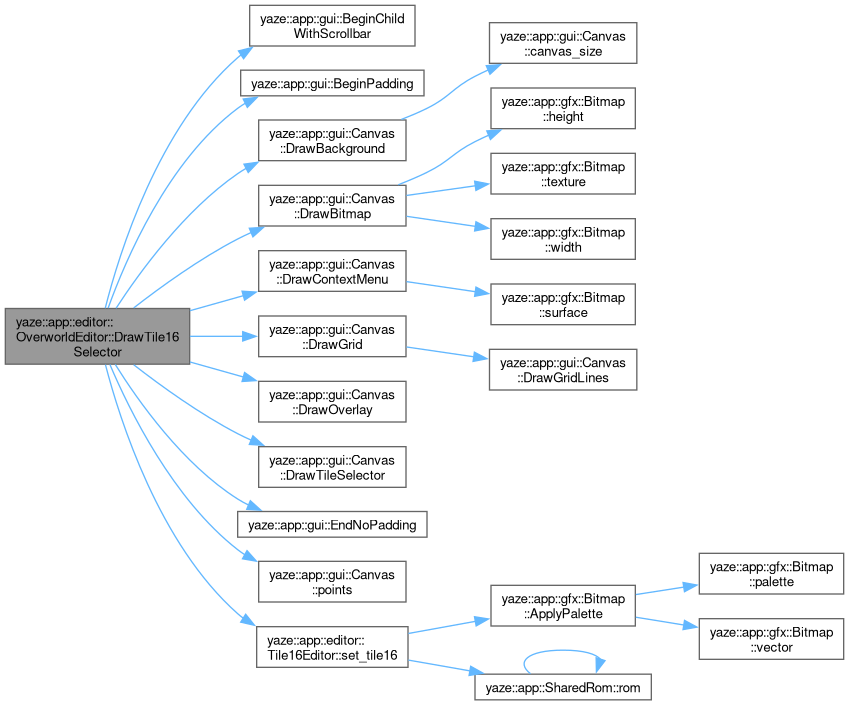 yaze::app::editor::
OverworldEditor::DrawTile16
Selector
yaze::app::gui::BeginChild
WithScrollbar
yaze::app::gui::BeginPadding
yaze::app::gui::Canvas
::DrawBackground
yaze::app::gui::Canvas
::canvas_size
yaze::app::gui::Canvas
::DrawBitmap
yaze::app::gfx::Bitmap
::height
yaze::app::gfx::Bitmap
::texture
yaze::app::gfx::Bitmap
::width
yaze::app::gui::Canvas
::DrawContextMenu
yaze::app::gfx::Bitmap
::surface
yaze::app::gui::Canvas
::DrawGrid
yaze::app::gui::Canvas
::DrawGridLines
yaze::app::gui::Canvas
::DrawOverlay
yaze::app::gui::Canvas
::DrawTileSelector
yaze::app::gui::EndNoPadding
yaze::app::gui::Canvas
::points
yaze::app::editor::
Tile16Editor::set_tile16
yaze::app::gfx::Bitmap
::ApplyPalette
yaze::app::gfx::Bitmap
::palette
yaze::app::gfx::Bitmap
::vector
yaze::app::SharedRom::rom